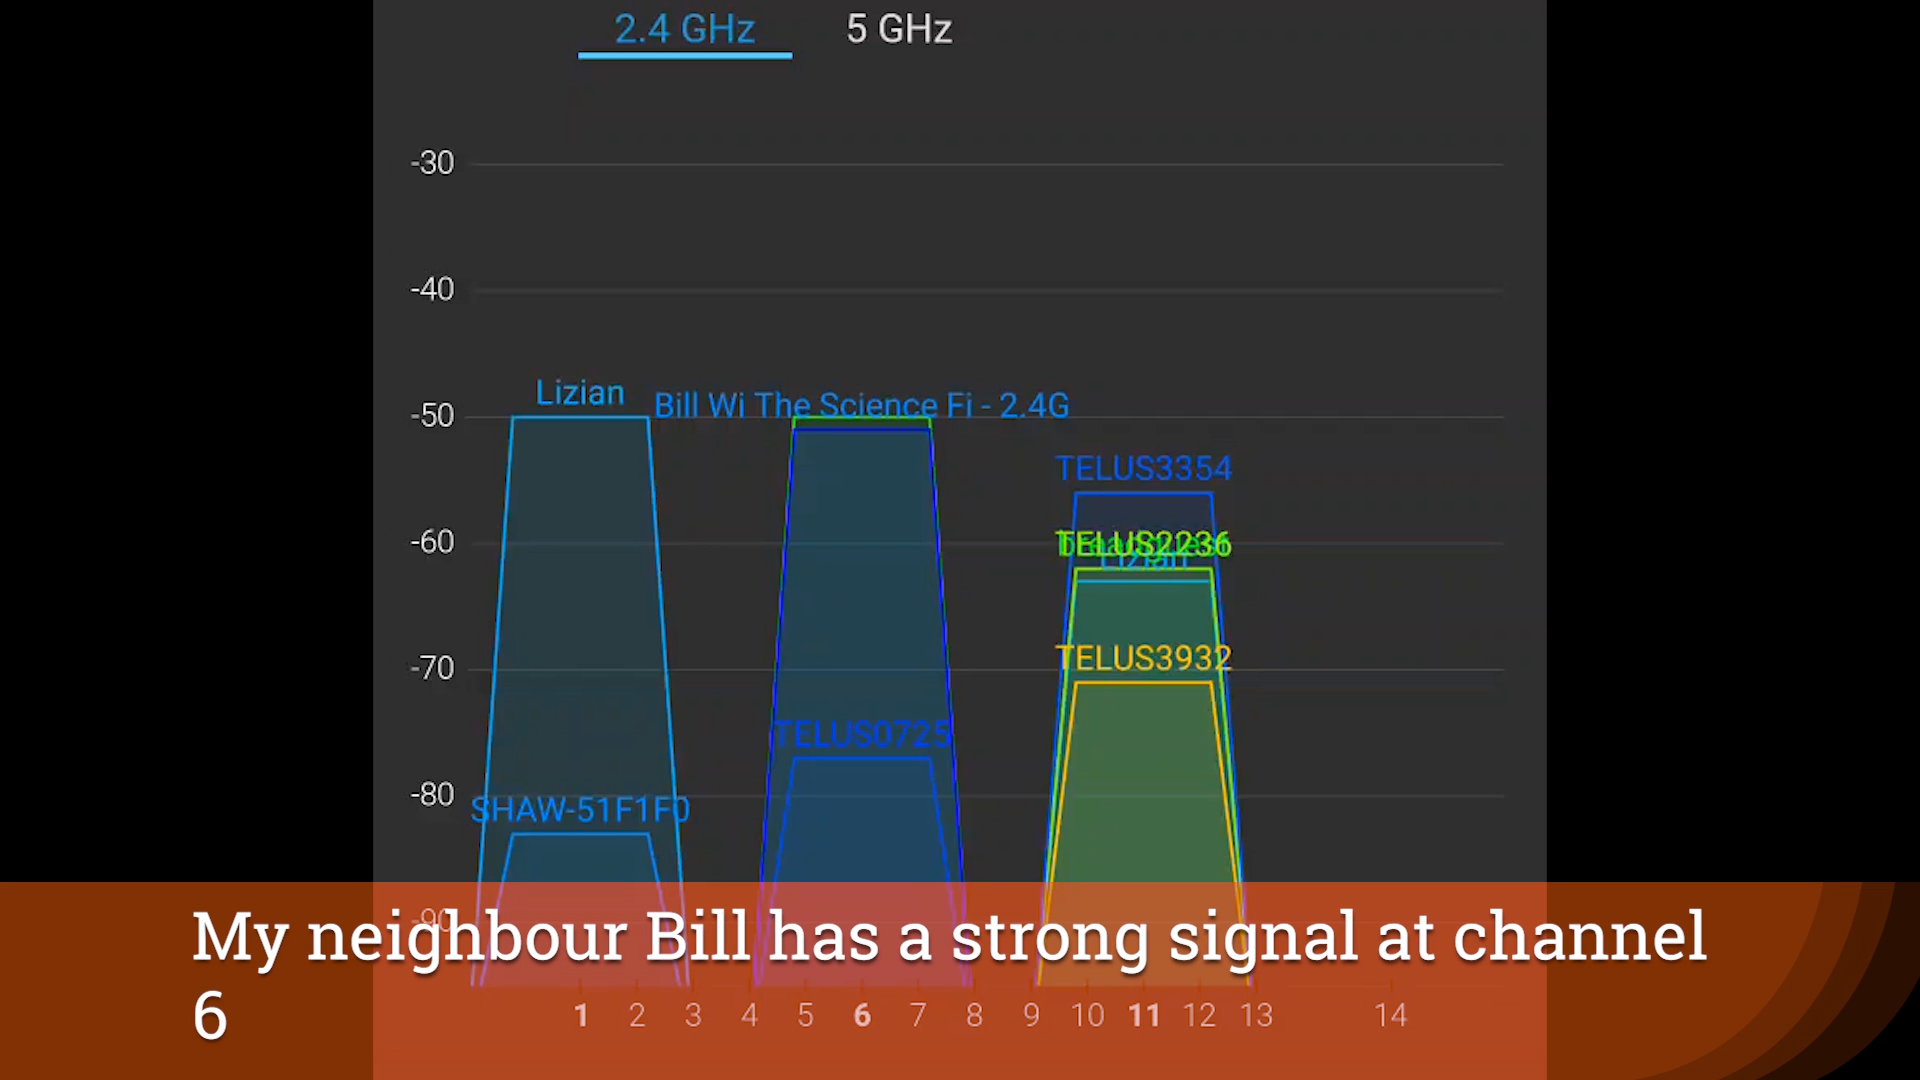 2.4 GHz 5 GHz
-30
-40
Lizian
Bill Wi The Science Fi - 2.4G
-50
TELUS3354
-60
TELUS2236
Lizian
TELUS3932
-70
TELUS0725
-80
SHAW-51F1F0
-90
My neighbour Bill has a strong signal at channel
6
1 2 3 4 5 6 7 8 9 10 11 12 13 14